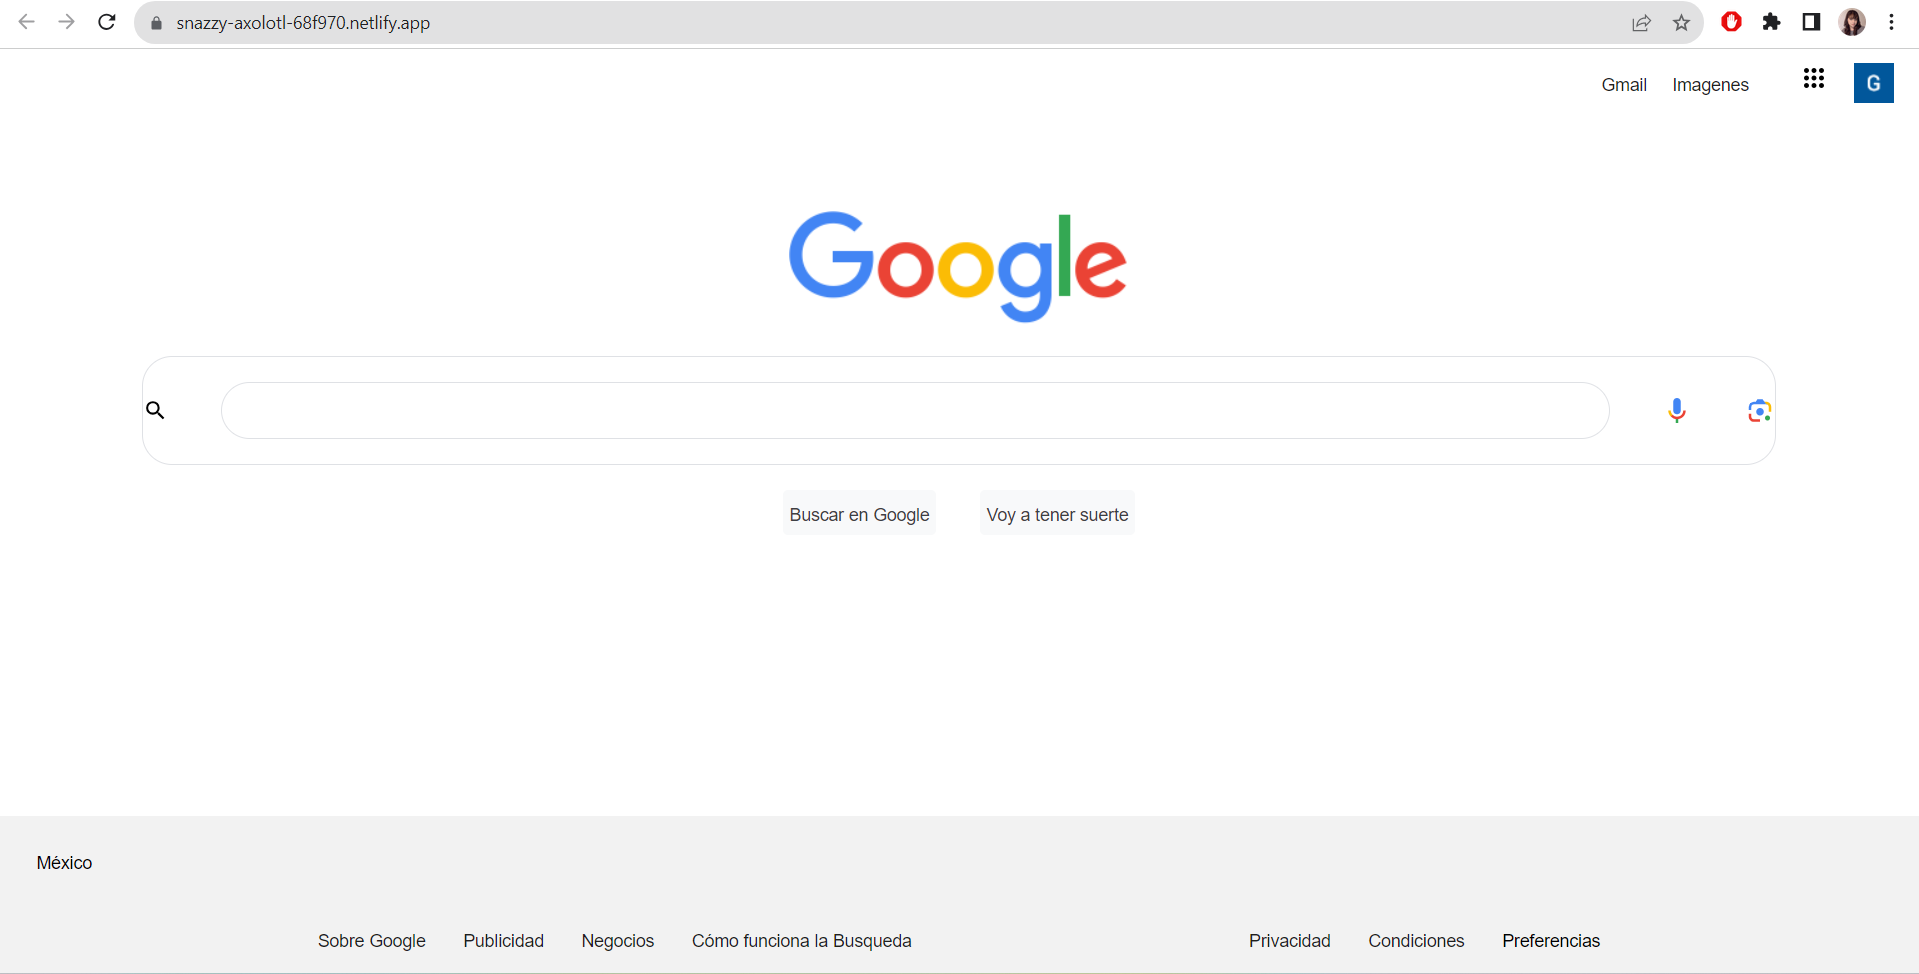 snazzy-axolotl-68f970.netlify.app
Gmail Imagenes G
Google
Buscar en Google Voy a tener suerte
México
Sobre Google Publicidad Negocios Cómo funciona la Busqueda Privacidad Condiciones Preferencias